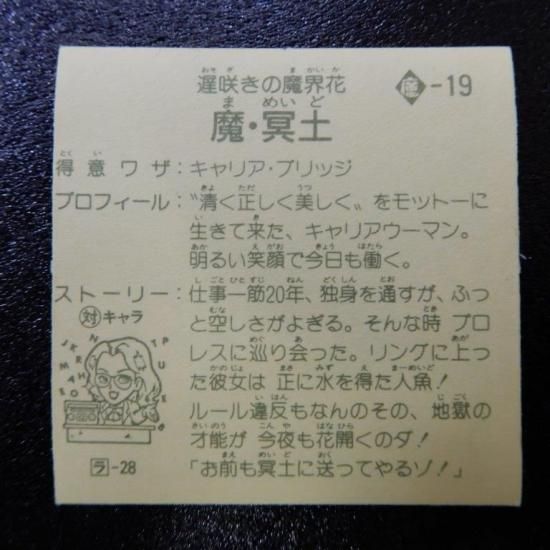 遅咲きの魔界花
-19
魔・冥土
得意ワザ：キャリア・ブリッジ
プロフィール：〝清く正しく美しく〟をモットーに
生きて来た、キャリアウーマン。
明るい笑顔で今日も働く。
ストーリー：仕事一筋20年、独身を通すが、ふっ
と空しさがよぎる。そんな時 プロ
レスに巡り会った。リングに上っ
た彼女は 正に水を得た人魚！
ルール違反もなんのその、地獄の
才能が 今夜も花開くのダ！
「お前も冥土に送ってやるゾ！」
対キャラ
ラ-28